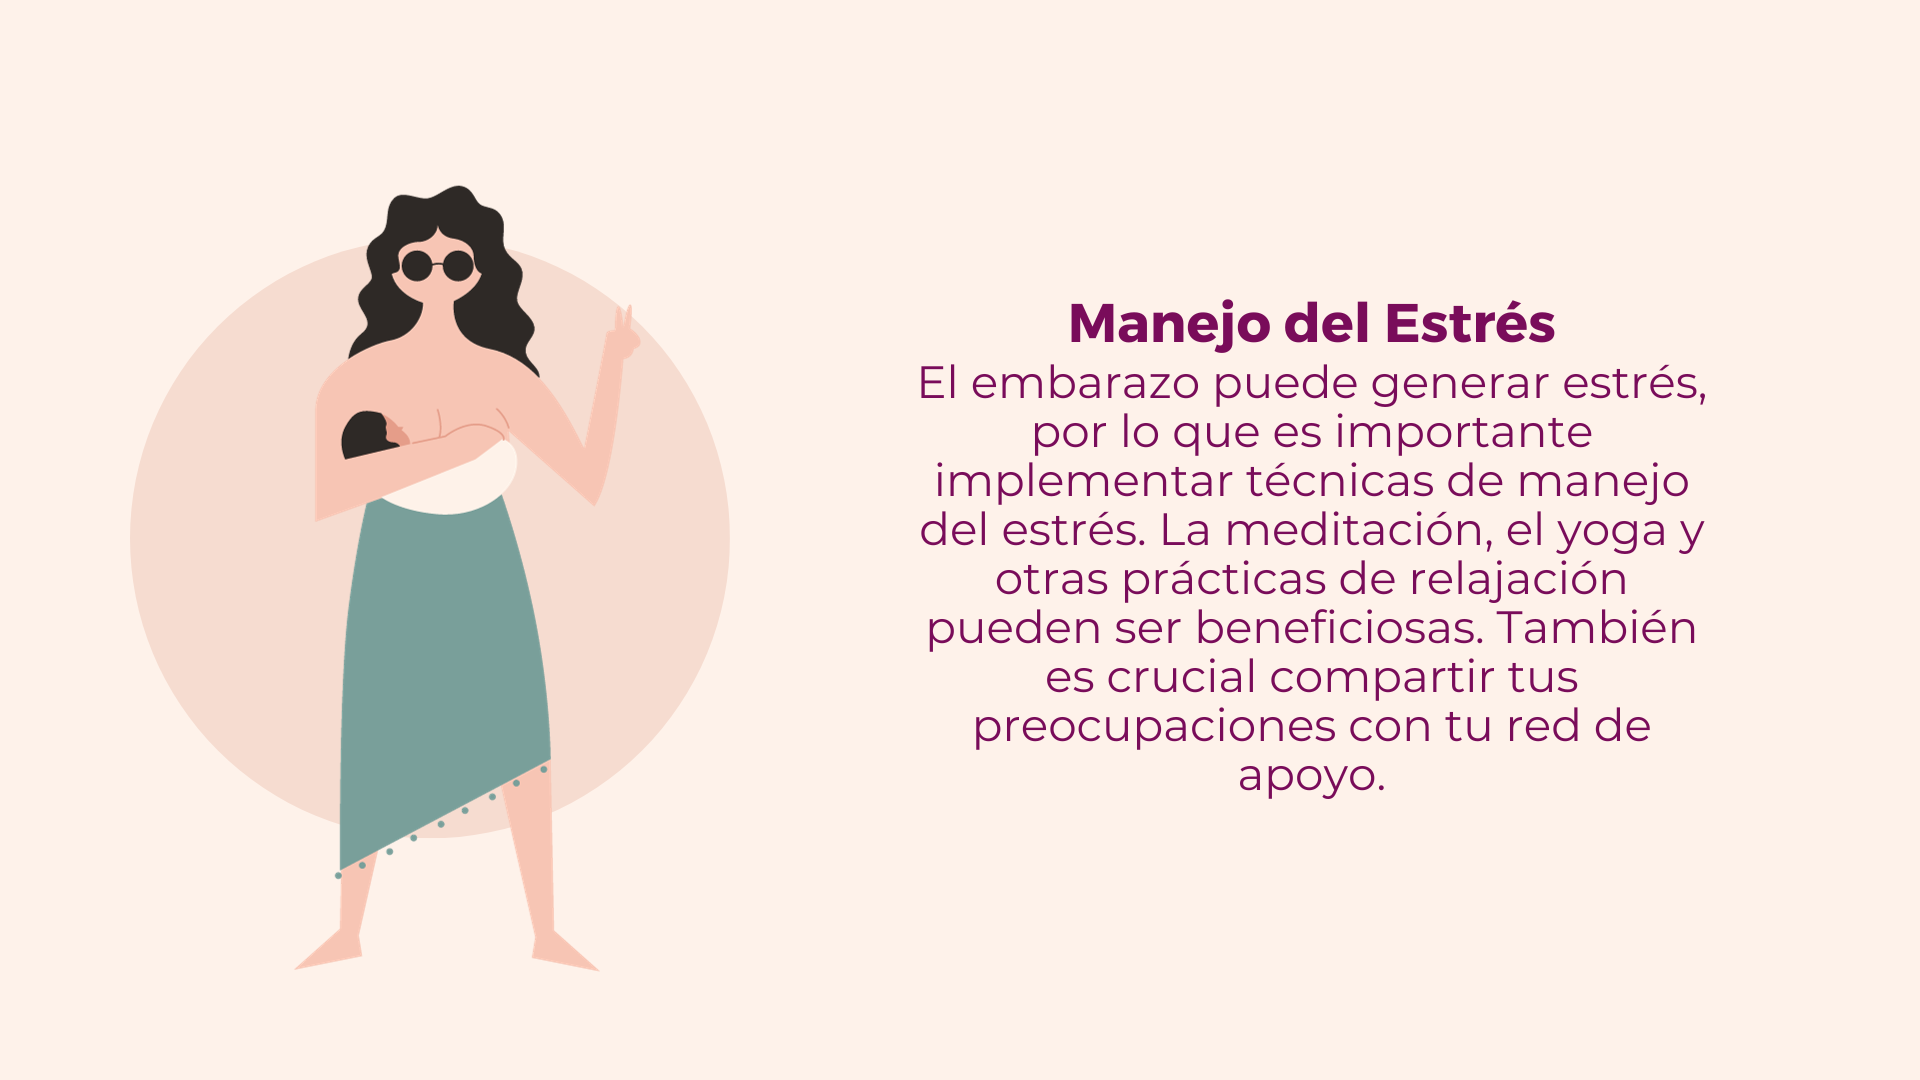 Manejo del Estrés
El embarazo puede generar estrés,
por lo que es importante
implementar técnicas de manejo
del estrés. La meditación, el yoga y
otras prácticas de relajación
pueden ser beneficiosas. También
es crucial compartir tus
preocupaciones con tu red de
apoyo.